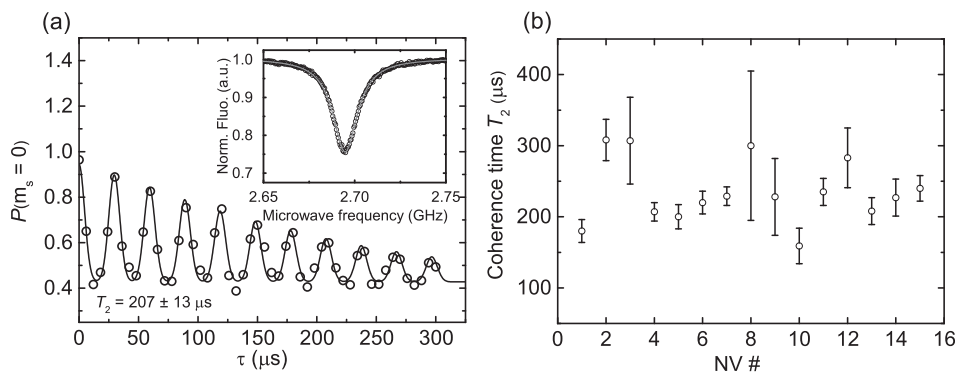 (a)
1.4
1.2
1.0
0.8
0.6
0.4
P(mₛ = 0)
0 50 100 150 200 250 300
τ (μs)
T₂ = 207 ± 13 μs
1.0
0.9
0.8
0.7
Norm. Fluo. (a.u.)
2.65 2.70 2.75
Microwave frequency (GHz)
(b)
400
300
200
100
Coherence time T₂ (μs)
0 2 4 6 8 10 12 14 16
NV #